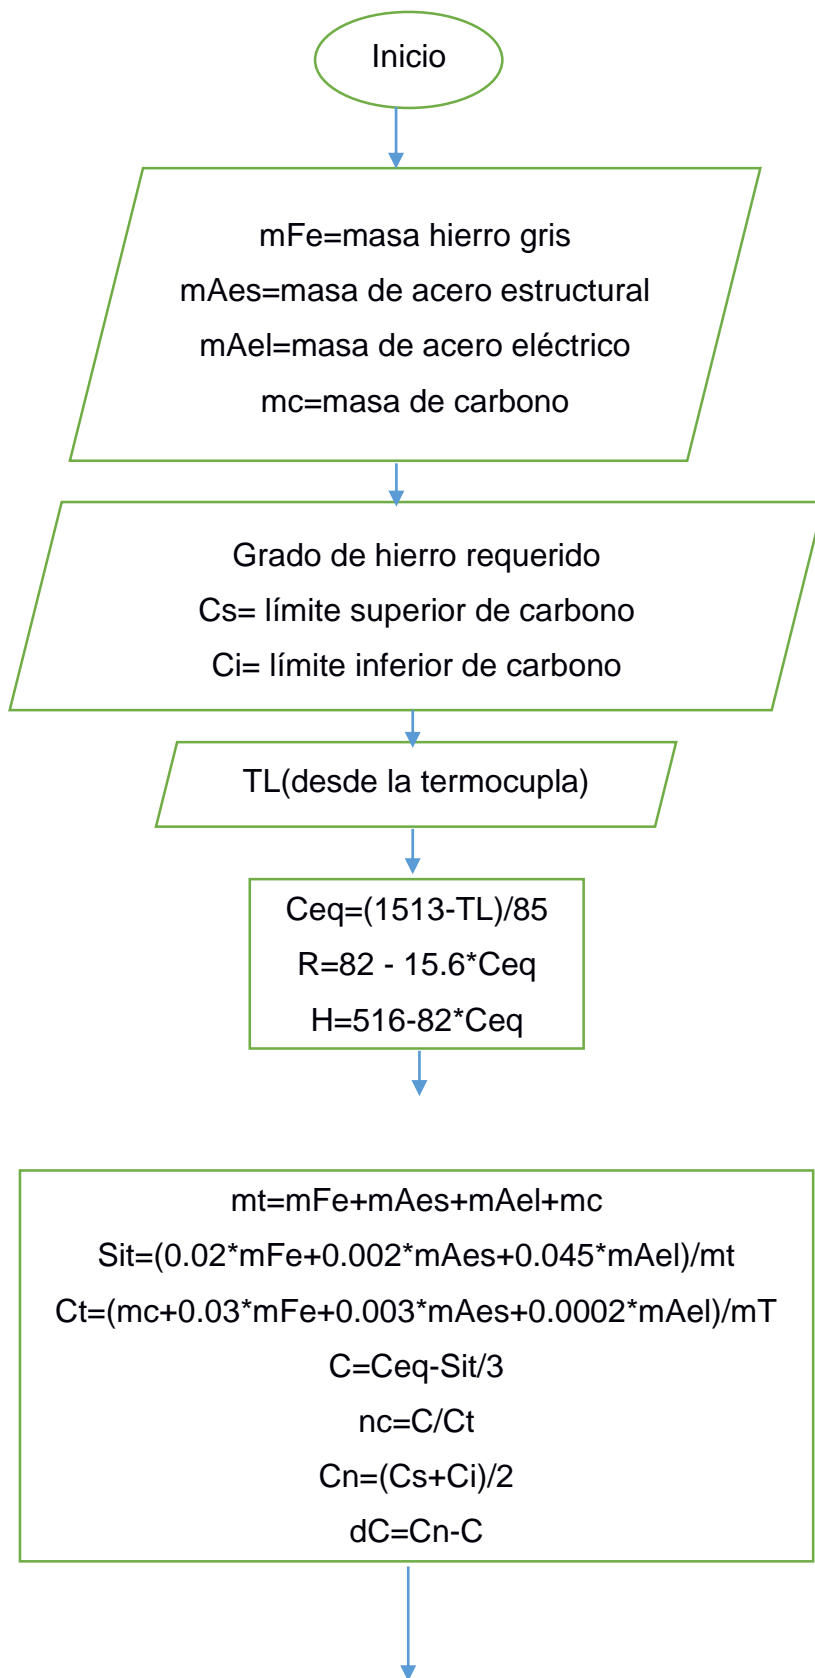 Inicio
mFe=masa hierro gris
mAes=masa de acero estructural
mAel=masa de acero eléctrico
mc=masa de carbono
Grado de hierro requerido
Cs= límite superior de carbono
Ci= límite inferior de carbono
TL(desde la termocupla)
Ceq=(1513-TL)/85
R=82 - 15.6*Ceq
H=516-82*Ceq
mt=mFe+mAes+mAel+mc
Sit=(0.02*mFe+0.002*mAes+0.045*mAel)/mt
Ct=(mc+0.03*mFe+0.003*mAes+0.0002*mAel)/mT
C=Ceq-Sit/3
nc=C/Ct
Cn=(Cs+Ci)/2
dC=Cn-C